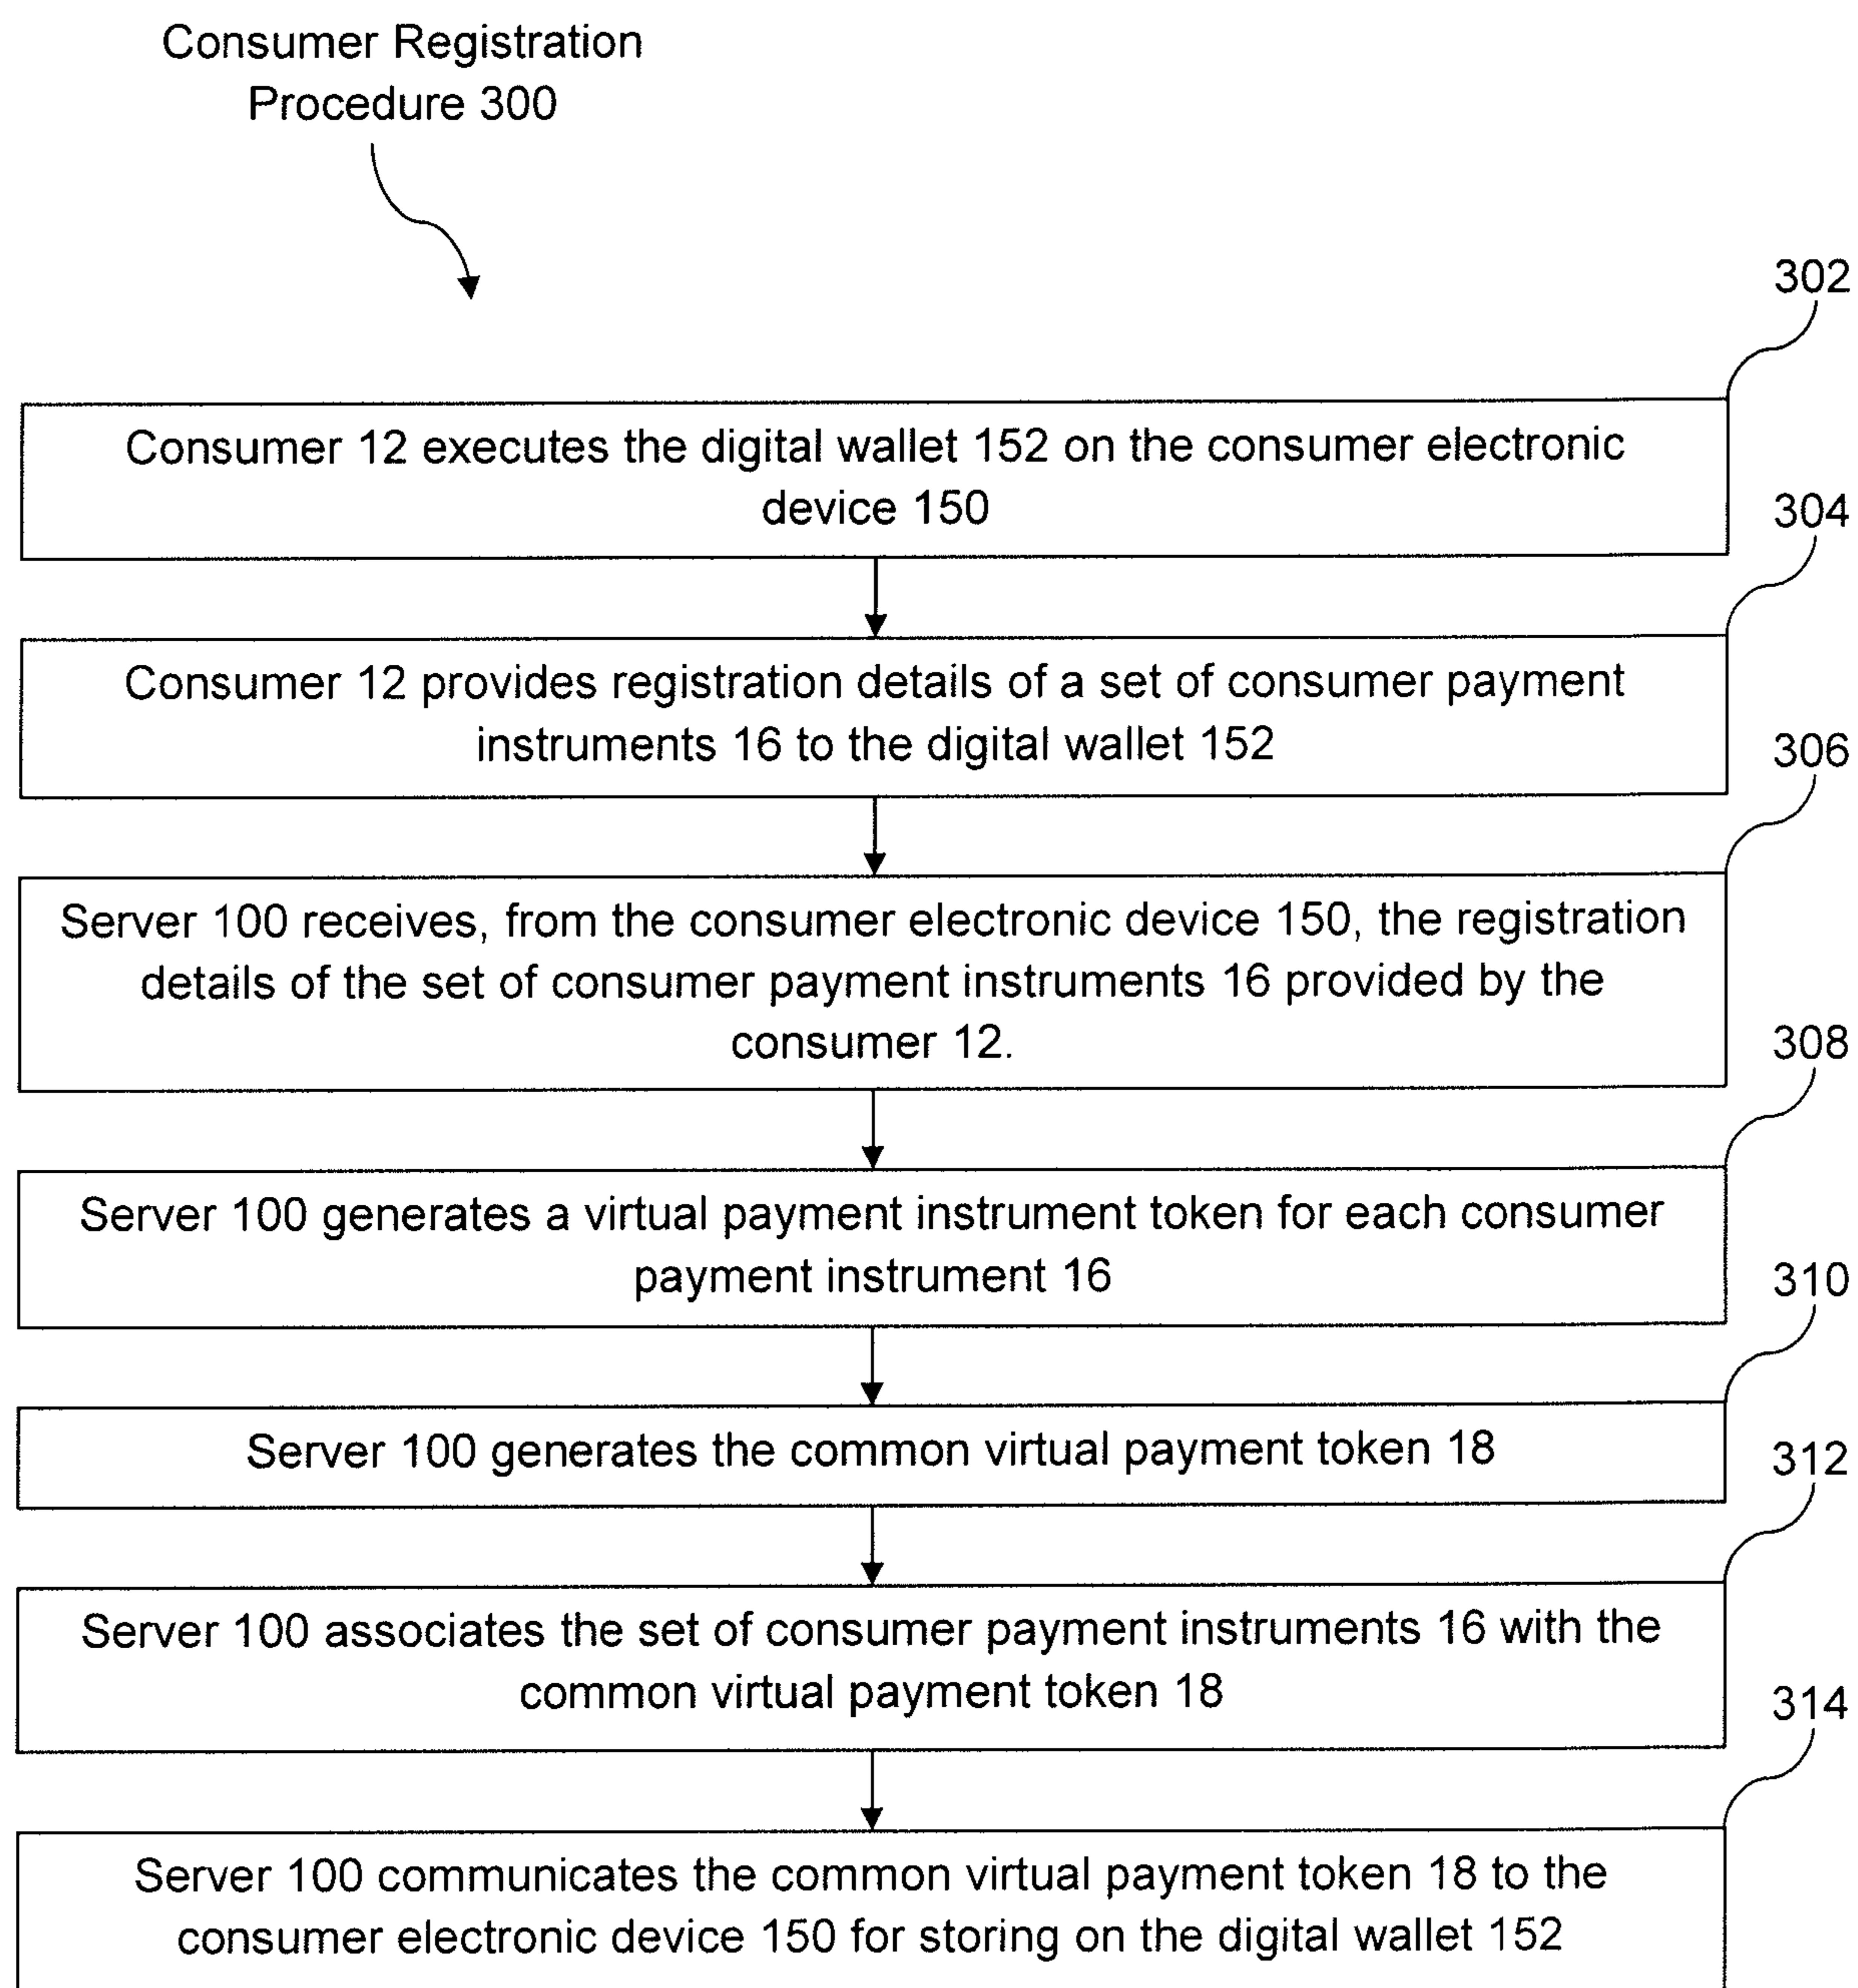 Consumer Registration
Procedure 300
302
Consumer 12 executes the digital wallet 152 on the consumer electronic
device 150
304
Consumer 12 provides registration details of a set of consumer payment
instruments 16 to the digital wallet 152
306
Server 100 receives, from the consumer electronic device 150, the registration
details of the set of consumer payment instruments 16 provided by the
consumer 12.
308
Server 100 generates a virtual payment instrument token for each consumer
payment instrument 16
310
Server 100 generates the common virtual payment token 18
312
Server 100 associates the set of consumer payment instruments 16 with the
common virtual payment token 18
314
Server 100 communicates the common virtual payment token 18 to the
consumer electronic device 150 for storing on the digital wallet 152